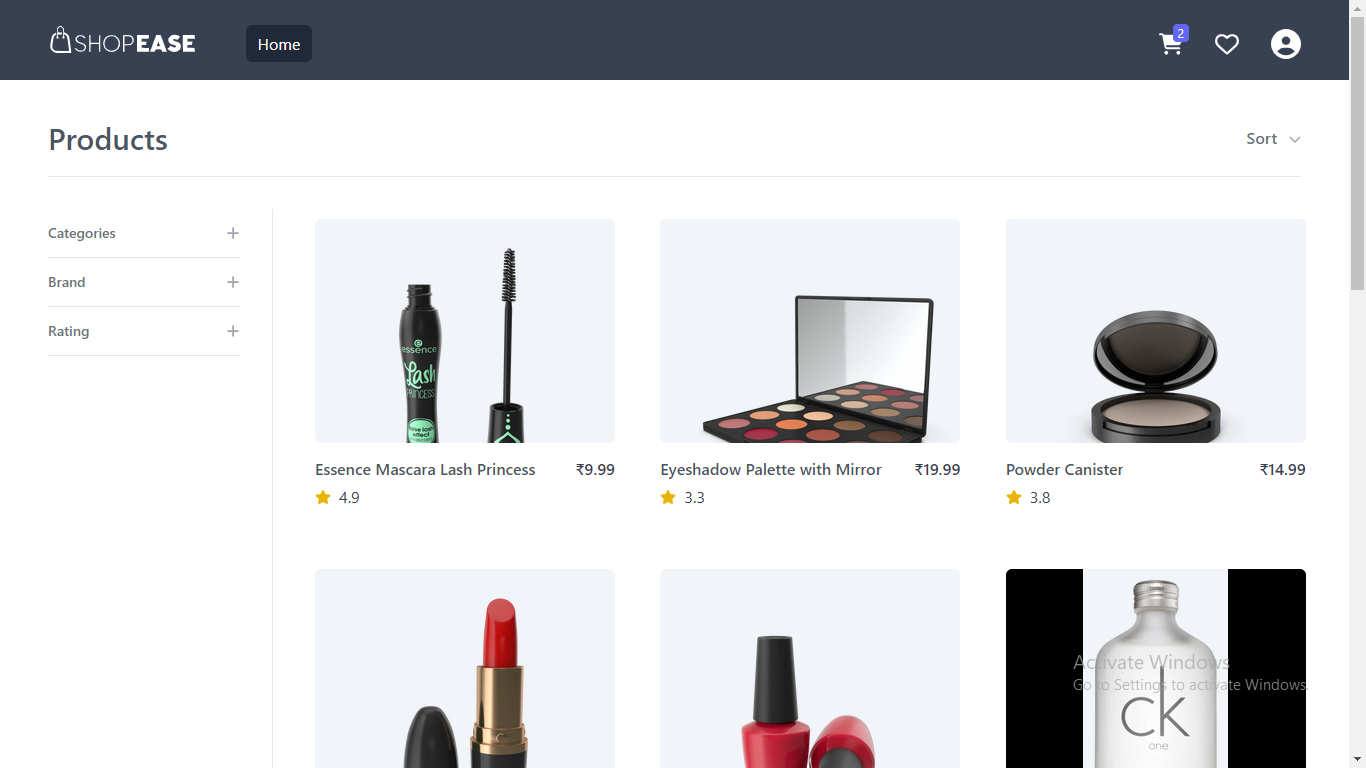 SHOPEASE
Home
2
Products
Sort
Categories
Brand
Rating
essence
Lash
PRINCESS
false lash
effect
Essence Mascara Lash Princess ₹9.99
4.9
Eyeshadow Palette with Mirror ₹19.99
3.3
Powder Canister ₹14.99
3.8
Activate Windows
Go to Settings to activate Windows.
ck
one